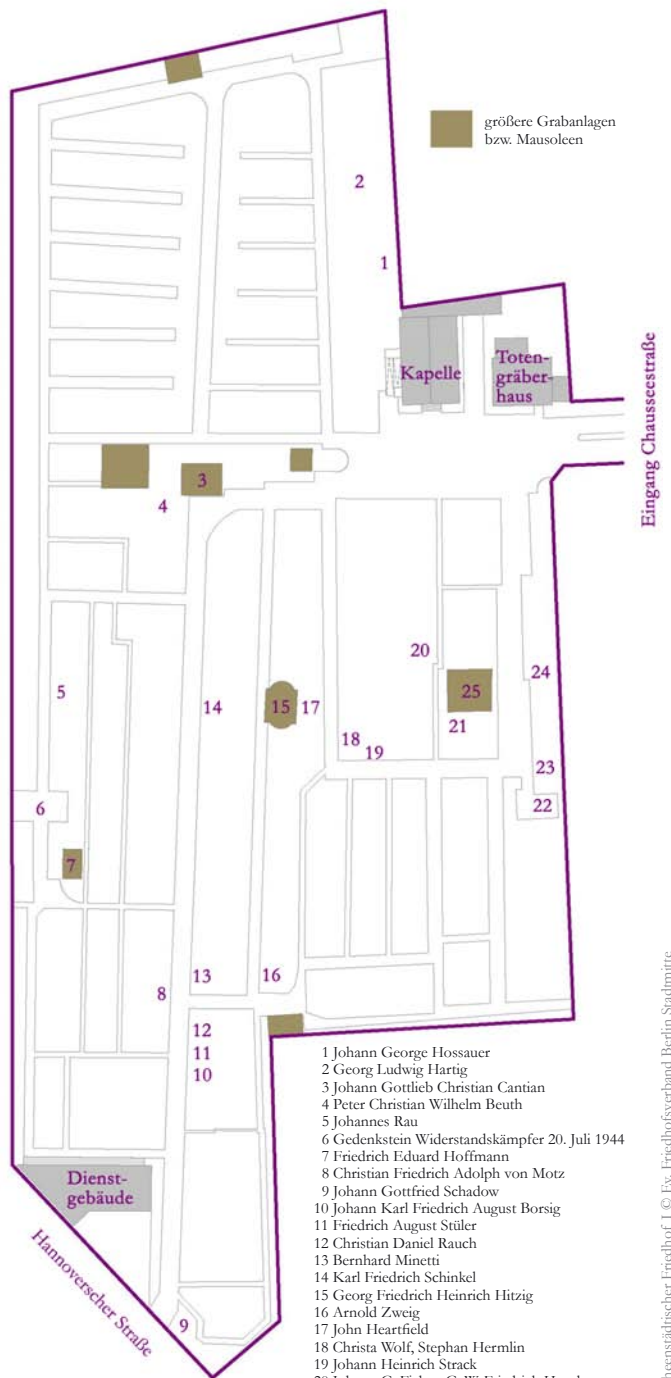 größere Grabanlagen
bzw. Mausoleen
2
1
Kapelle
Toten-
gräber-
haus
Eingang Chausseestraße
3
4
5
6
7
8
14
15
17
18
19
20
25
21
24
23
22
13
16
12
11
10
Dienst-
gebäude
Hannoverscher Straße
9
1 Johann George Hossauer
2 Georg Ludwig Hartig
3 Johann Gottlieb Christian Cantian
4 Peter Christian Wilhelm Beuth
5 Johannes Rau
6 Gedenkstein Widerstandskämpfer 20. Juli 1944
7 Friedrich Eduard Hoffmann
8 Christian Friedrich Adolph von Motz
9 Johann Gottfried Schadow
10 Johann Karl Friedrich August Borsig
11 Friedrich August Stüler
12 Christian Daniel Rauch
13 Bernhard Minetti
14 Karl Friedrich Schinkel
15 Georg Friedrich Heinrich Hitzig
16 Arnold Zweig
17 John Heartfield
18 Christa Wolf, Stephan Hermlin
19 Johann Heinrich Strack
Friedhof I © Ev. Friedhofsverband Berlin Stadtmitte